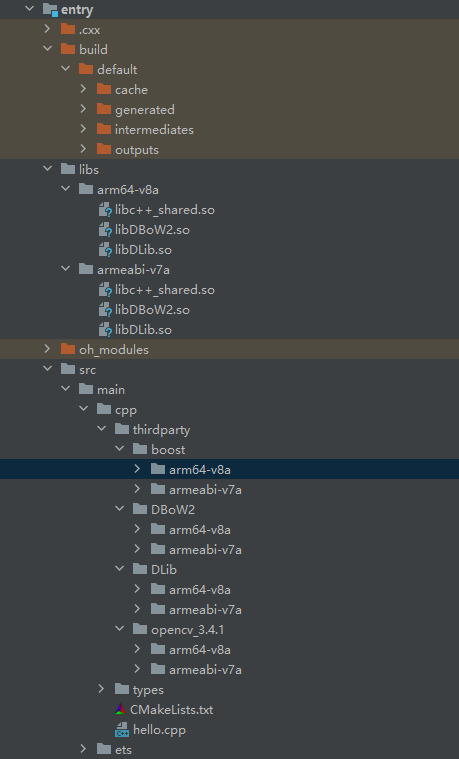 entry
.cxx
build
default
cache
generated
intermediates
outputs
libs
arm64-v8a
libc++_shared.so
libDBoW2.so
libDLib.so
armeabi-v7a
libc++_shared.so
libDBoW2.so
libDLib.so
oh_modules
src
main
cpp
thirdparty
boost
arm64-v8a
armeabi-v7a
DBoW2
arm64-v8a
armeabi-v7a
DLib
arm64-v8a
armeabi-v7a
opencv_3.4.1
arm64-v8a
armeabi-v7a
types
CMakeLists.txt
hello.cpp
ets